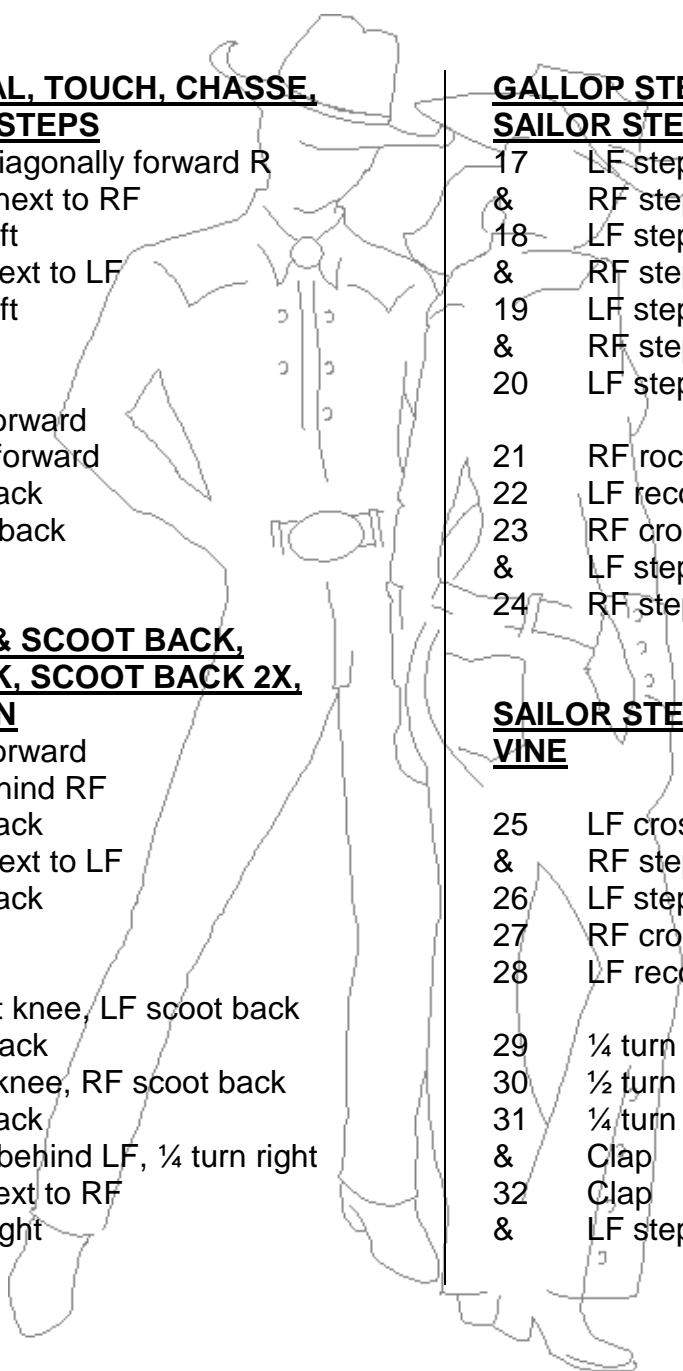 AL, TOUCH, CHASSE,
STEPS
iagonally forward R
next to RF
ft
ext to LF
ft
orward
forward
ack
back
& SCOOT BACK,
K, SCOOT BACK 2X,
N
orward
hind RF
ack
ext to LF
ack
t knee, LF scoot back
ack
knee, RF scoot back
ack
behind LF, ¼ turn right
ext to RF
ght
GALLOP STE
SAILOR STE
17 LF step
& RF step
18 LF step
& RF step
19 LF step
& RF step
20 LF step
21 RF roc
22 LF reco
23 RF cro
& LF step
24 RF step
SAILOR STE
VINE
25 LF cros
& RF step
26 LF step
27 RF cro
28 LF reco
29 ¼ turn
30 ½ turn
31 ¼ turn
& Clap
32 Clap
& LF step